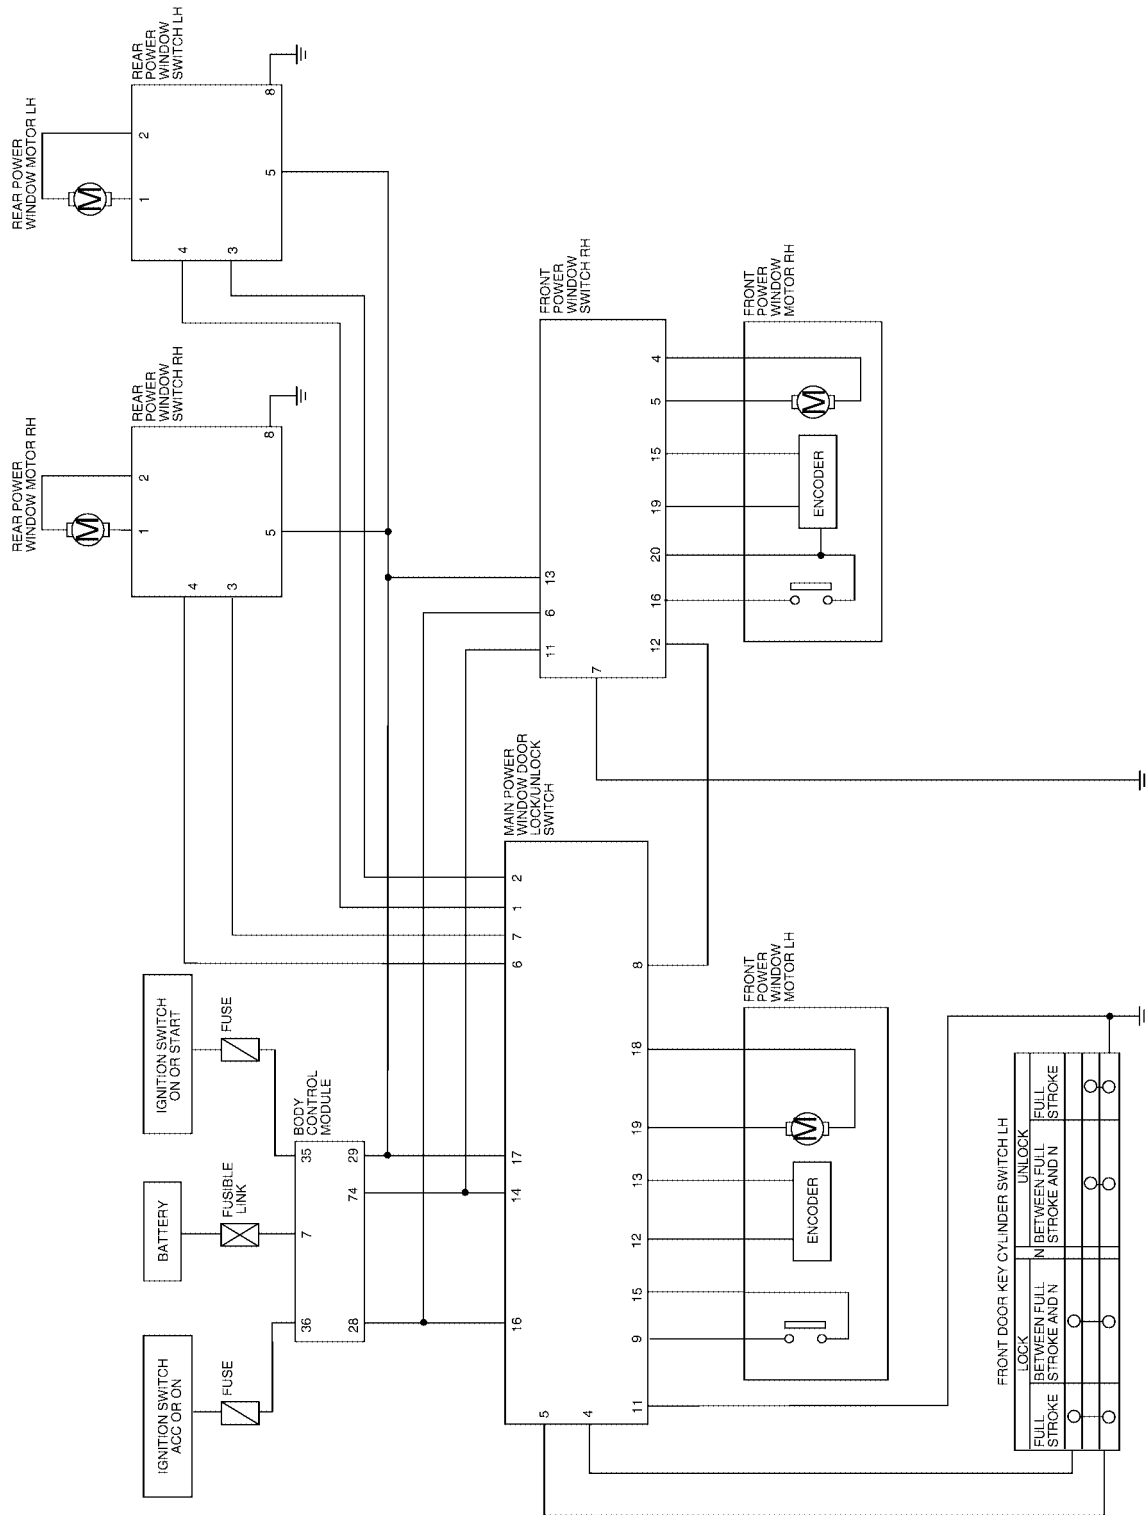 IGNITION SWITCH
ACC OR ON
BATTERY
IGNITION SWITCH
ON OR START
REAR POWER
WINDOW MOTOR RH
REAR POWER
WINDOW MOTOR LH
FUSE
FUSIBLE
LINK
FUSE
M
M
1
2
REAR
POWER
WINDOW
SWITCH RH
1
2
REAR
POWER
WINDOW
SWITCH LH
4
3
4
3
5
8
5
8
36
7
35
BODY
CONTROL
MODULE
28
74
29
16
14
17
6
7
1
2
MAIN POWER
WINDOW DOOR
LOCK/UNLOCK
SWITCH
5
4
11
9
15
12
13
19
18
8
11
6
13
FRONT
POWER
WINDOW
SWITCH RH
7
12
16
20
19
15
5
4
ENCODER
M
FRONT
POWER
WINDOW
MOTOR LH
ENCODER
M
FRONT
POWER
WINDOW
MOTOR RH
FRONT DOOR KEY CYLINDER SWITCH LH
LOCK
N
UNLOCK
FULL
STROKE
BETWEEN FULL
STROKE AND N
BETWEEN FULL
STROKE AND N
FULL
STROKE